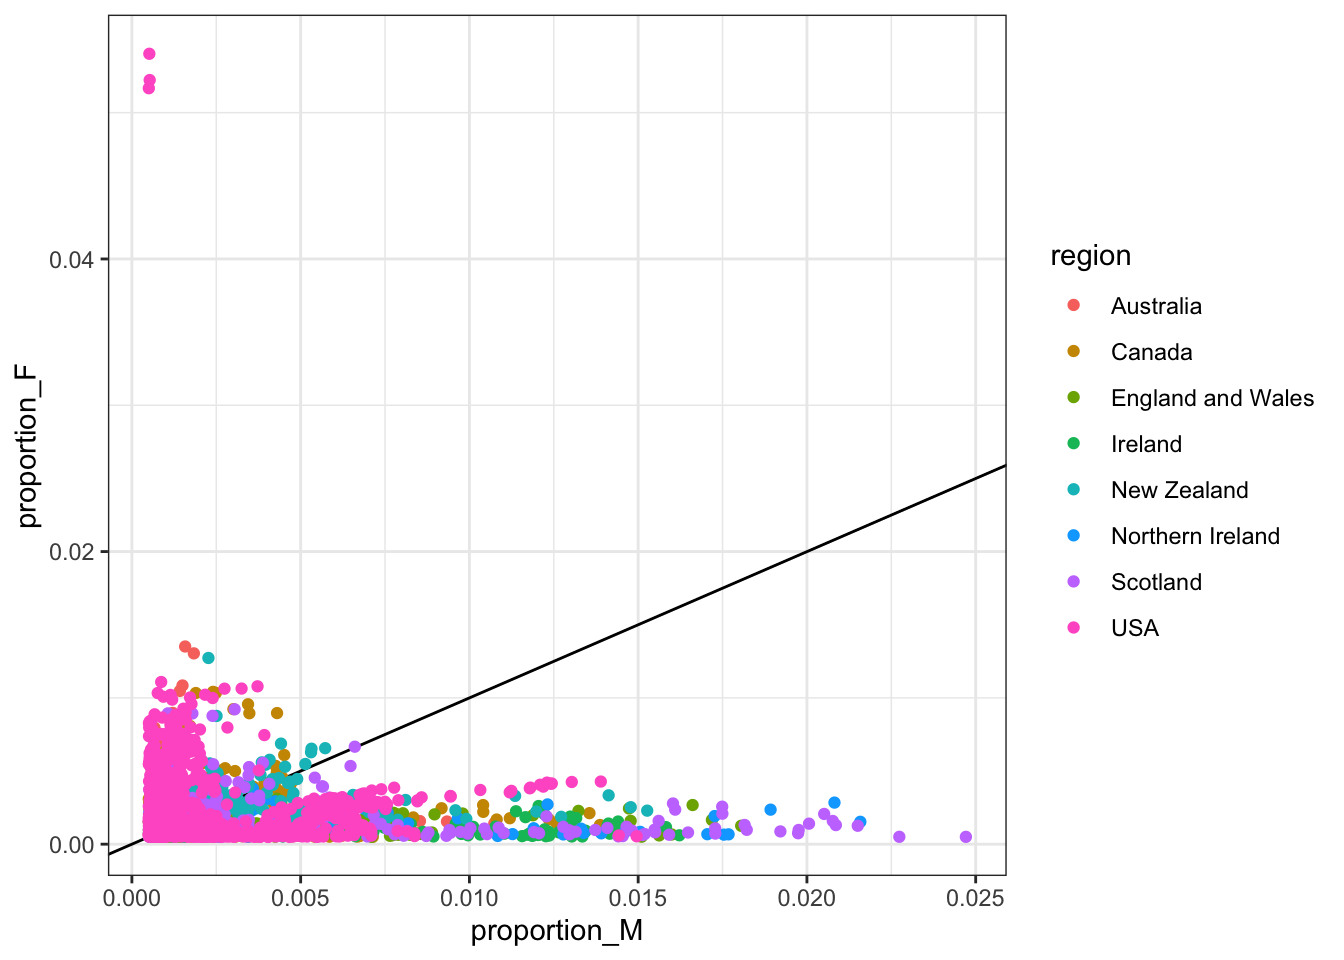 proportion_F
0.04
0.02
0.00
0.000 0.005 0.010 0.015 0.020 0.025
proportion_M
region
Australia
Canada
England and Wales
Ireland
New Zealand
Northern Ireland
Scotland
USA